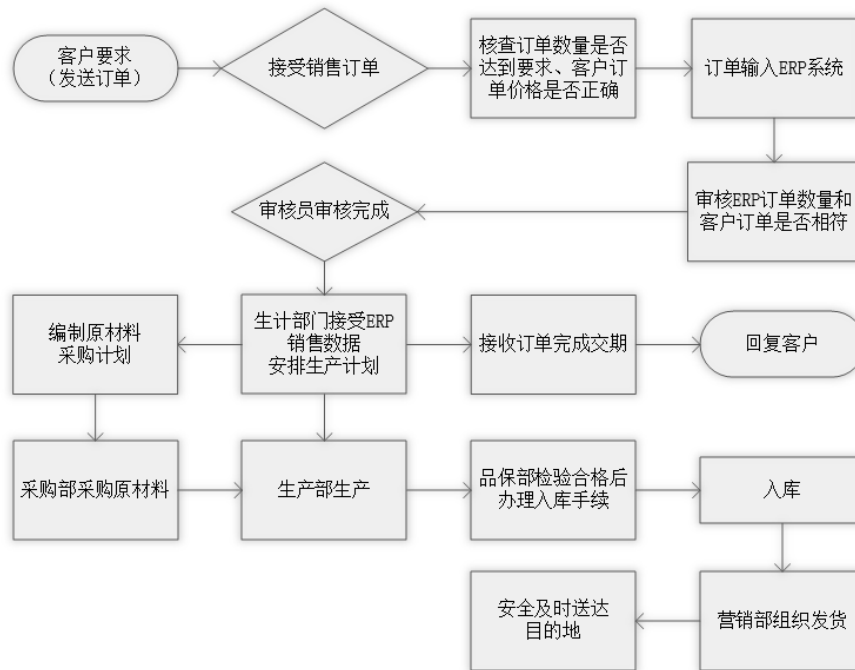 客户要求
(发送订单)
接受销售订单
核查订单数量是否
达到要求、客户订
单价格是否正确
订单输入ERP系统
审核ERP订单数量和
客户订单是否相符
审核员审核完成
编制原材料
采购计划
生计部门接受ERP
销售数据
安排生产计划
接收订单完成交期
回复客户
采购部采购原材料
生产部生产
品保部检验合格后
办理入库手续
入库
安全及时送达
目的地
营销部组织发货